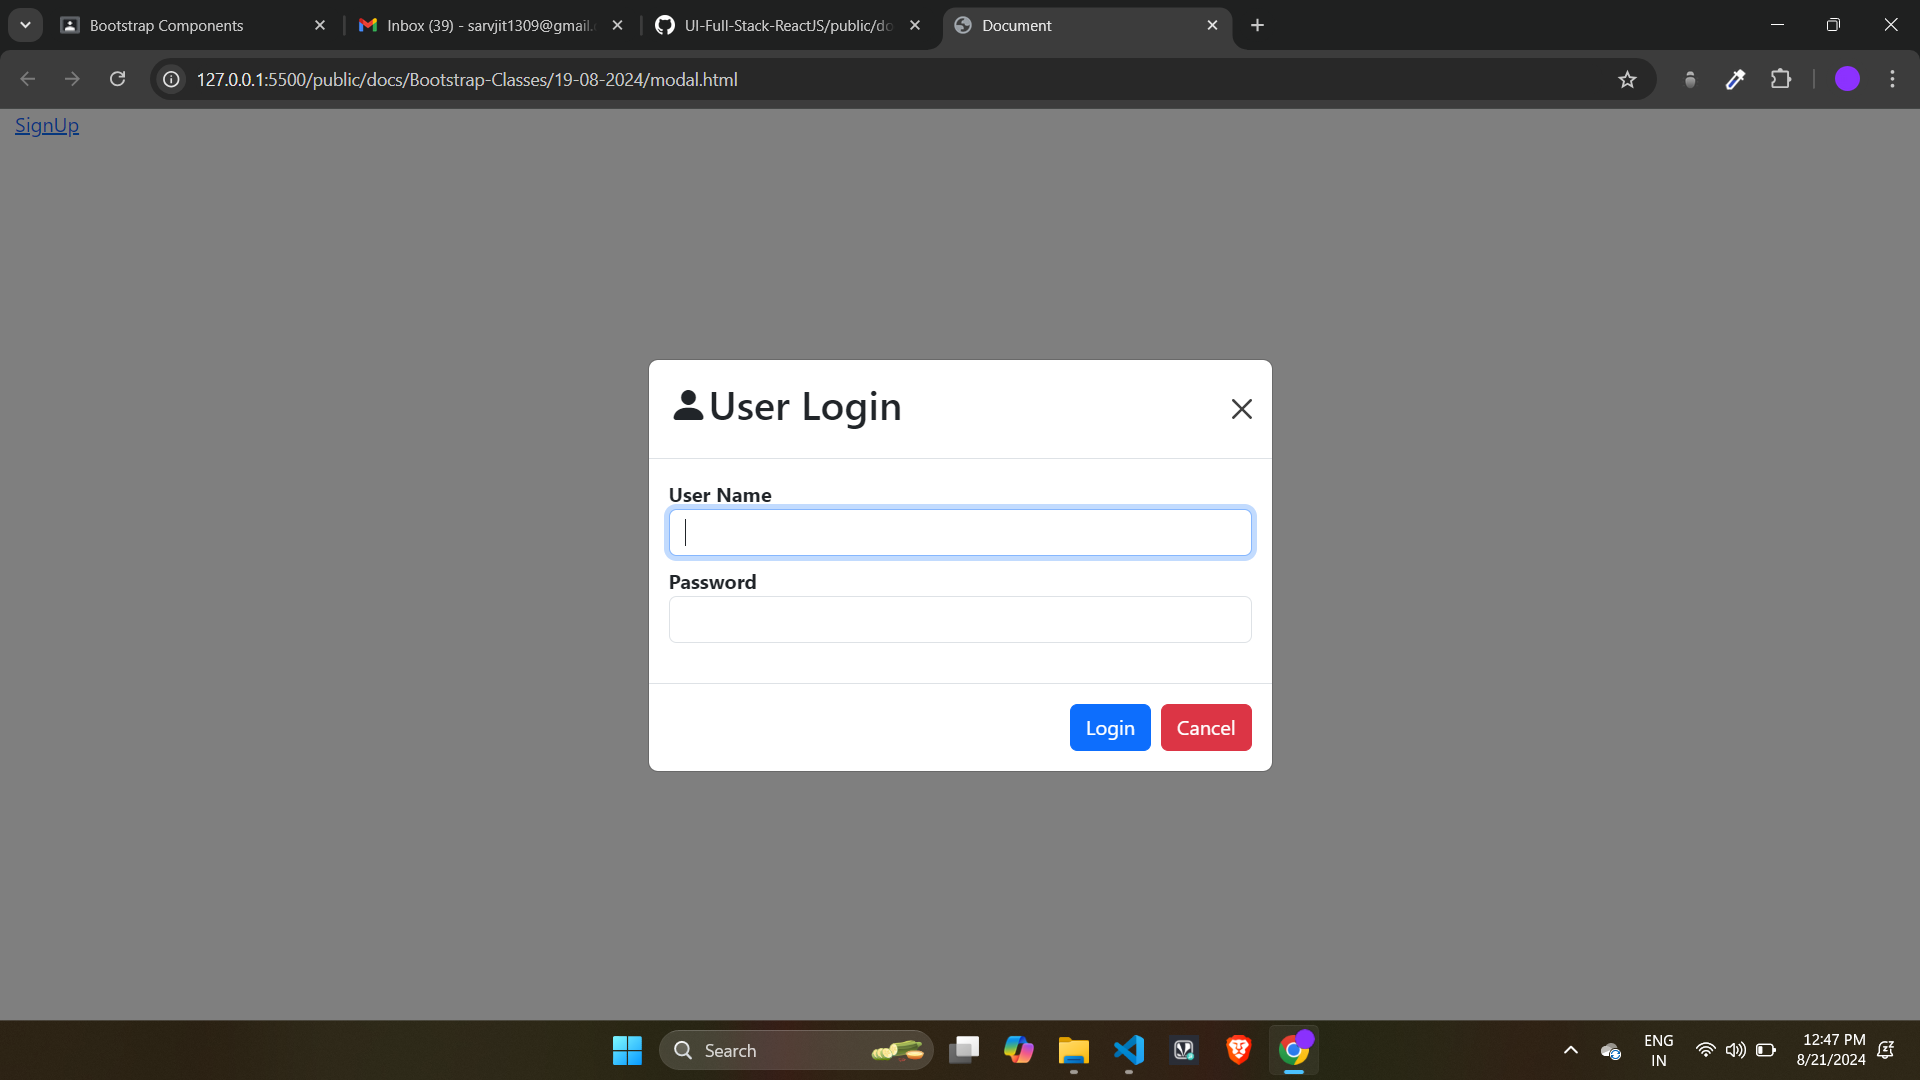 Bootstrap Components
Inbox (39) - sarvjit1309@gmail.
UI-Full-Stack-ReactJS/public/do
Document
127.0.0.1:5500/public/docs/Bootstrap-Classes/19-08-2024/modal.html
SignUp
User Login
User Name
Password
Login Cancel
Search
ENG
IN
12:47 PM
8/21/2024